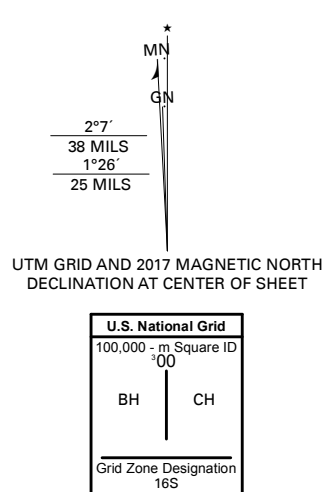 ★
MN
GN
2°7´
38 MILS
1°26´
25 MILS
UTM GRID AND 2017 MAGNETIC NORTH
DECLINATION AT CENTER OF SHEET
U.S. National Grid
100,000 - m Square ID
³00
BH CH
Grid Zone Designation
16S